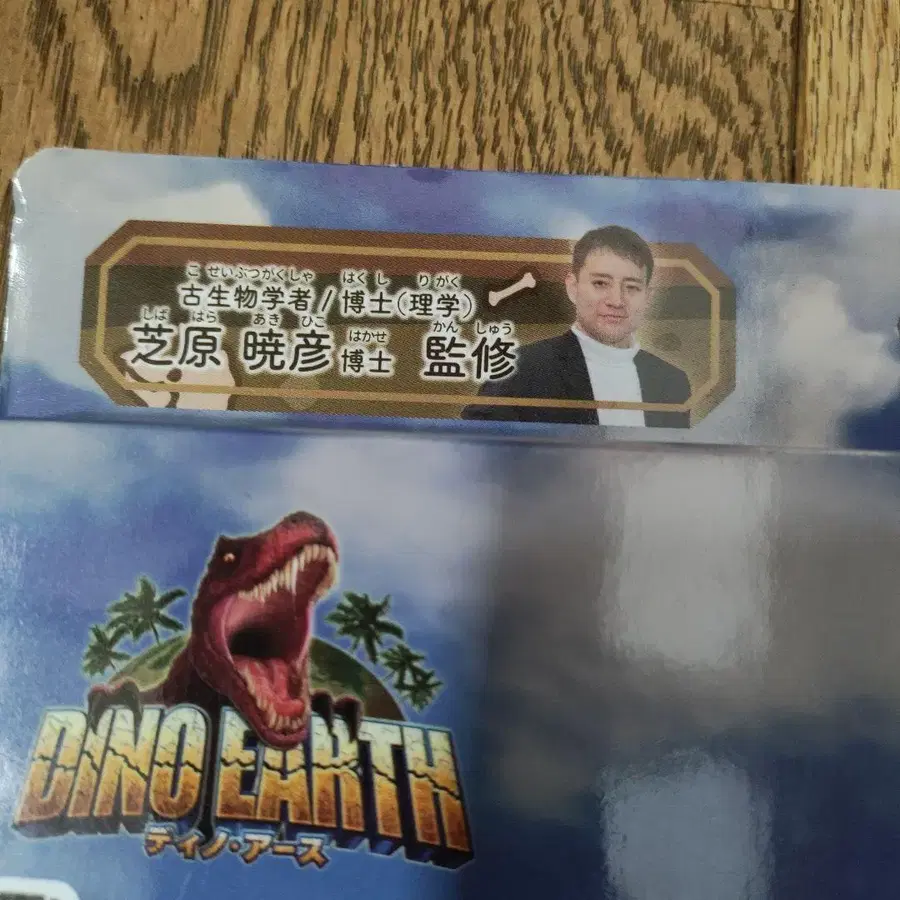 こせいぶつがくしゃ はくし りがく
古生物学者/博士(理学)
しばはら あきひこ はかせ かんしゅう
芝原 暁彦 博士 監修
DINO EARTH
ディノ・アース